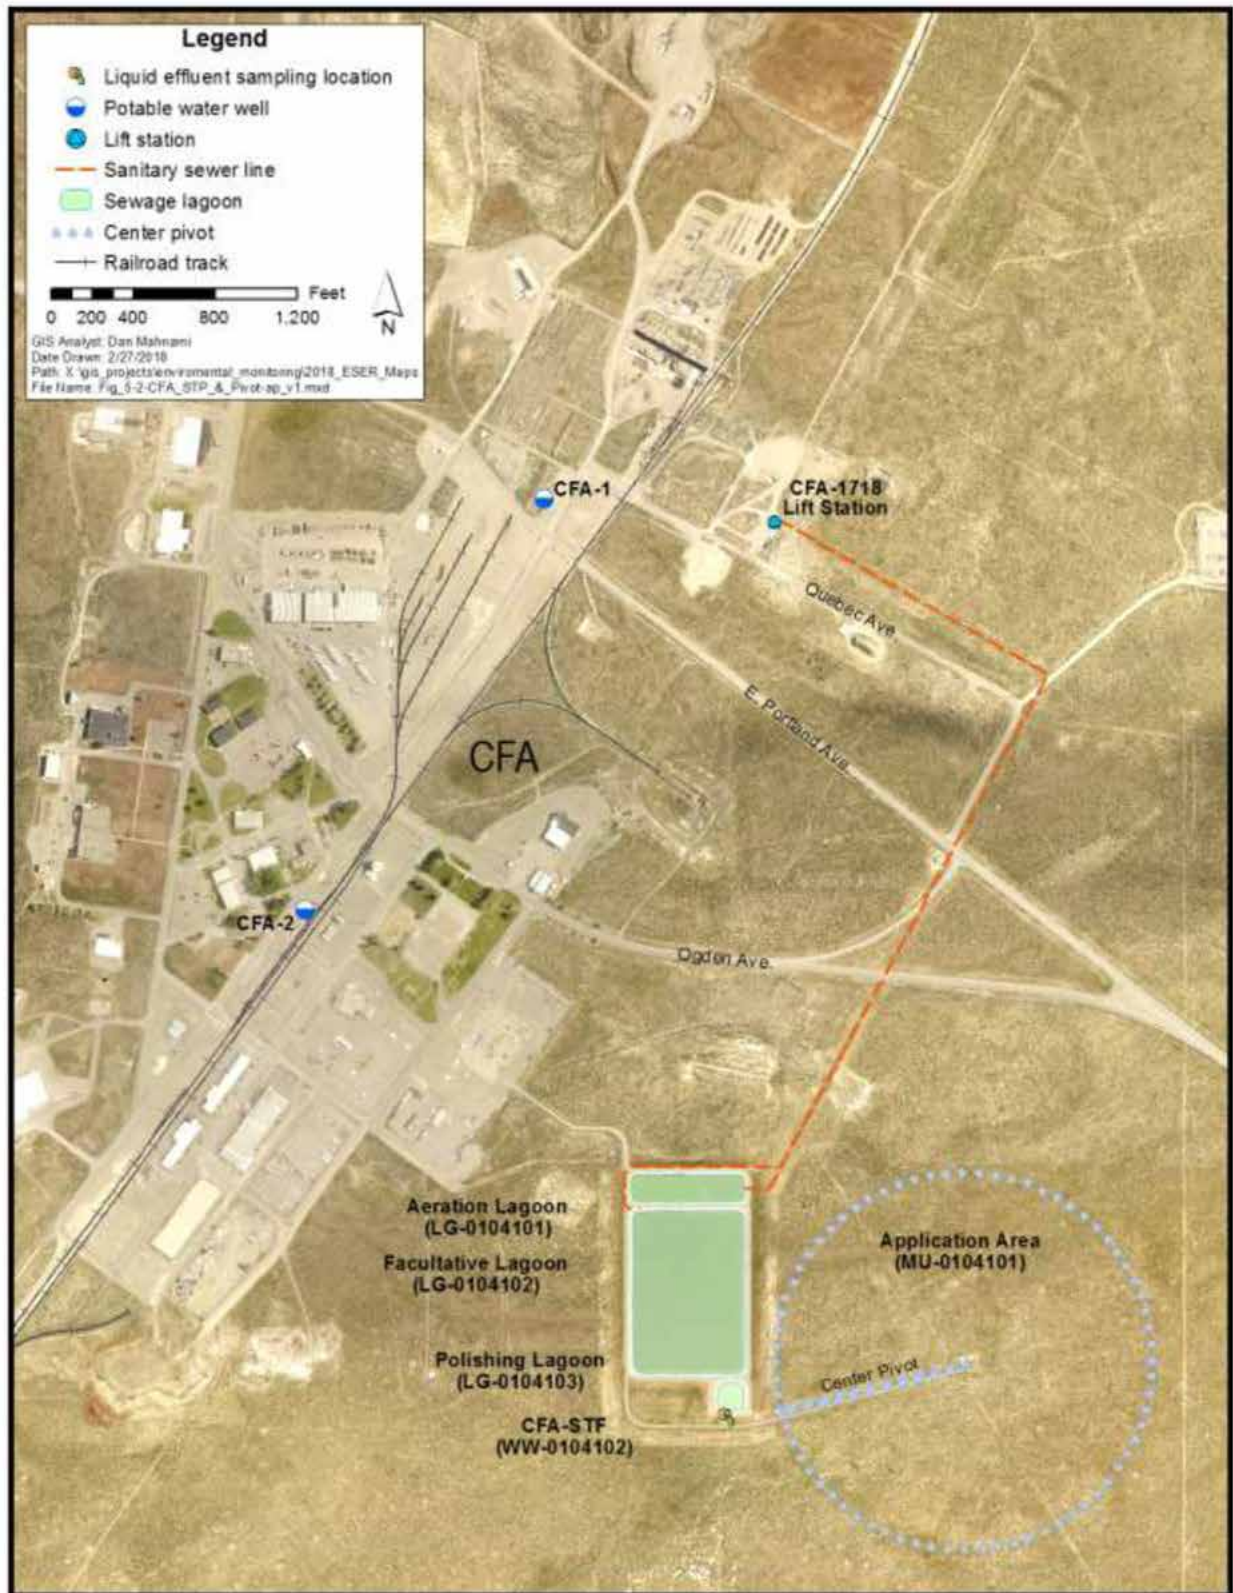 Legend
Liquid effluent sampling location
Potable water well
Lift station
Sanitary sewer line
Sewage lagoon
Center pivot
Railroad track
Feet
0 200 400 800 1,200
N
GIS Analyst: Dan Mahnami
Date Drawn: 2/27/2018
Path: X:\gis_projects\enviromental_monitoring\2018_ESER_Maps
File Name: Fig_5-2-CFA_STP_&_Pivot-ap_v1.mxd
CFA-1
CFA-1718
Lift Station
Quebec Ave.
E. Portland Ave.
CFA
CFA-2
Ogden Ave.
Aeration Lagoon
(LG-0104101)
Application Area
(MU-0104101)
Facultative Lagoon
(LG-0104102)
Polishing Lagoon
(LG-0104103)
Center Pivot
CFA-STF
(WW-0104102)